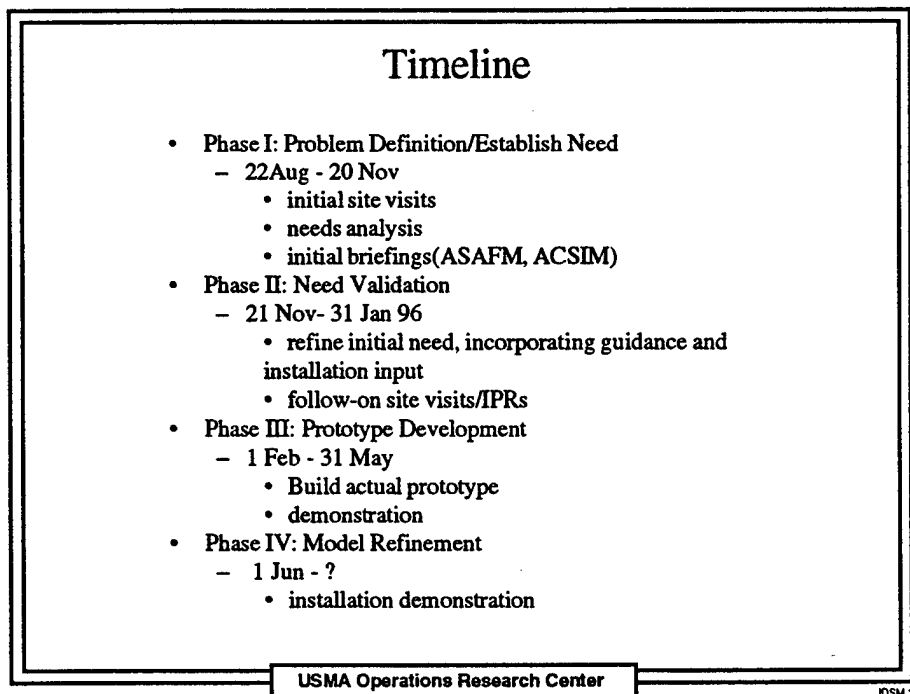 Timeline
• Phase I: Problem Definition/Establish Need
– 22Aug - 20 Nov
• initial site visits
• needs analysis
• initial briefings(ASAFM, ACSIM)
• Phase II: Need Validation
– 21 Nov- 31 Jan 96
• refine initial need, incorporating guidance and
installation input
• follow-on site visits/IPRs
• Phase III: Prototype Development
– 1 Feb - 31 May
• Build actual prototype
• demonstration
• Phase IV: Model Refinement
– 1 Jun - ?
• installation demonstration
USMA Operations Research Center